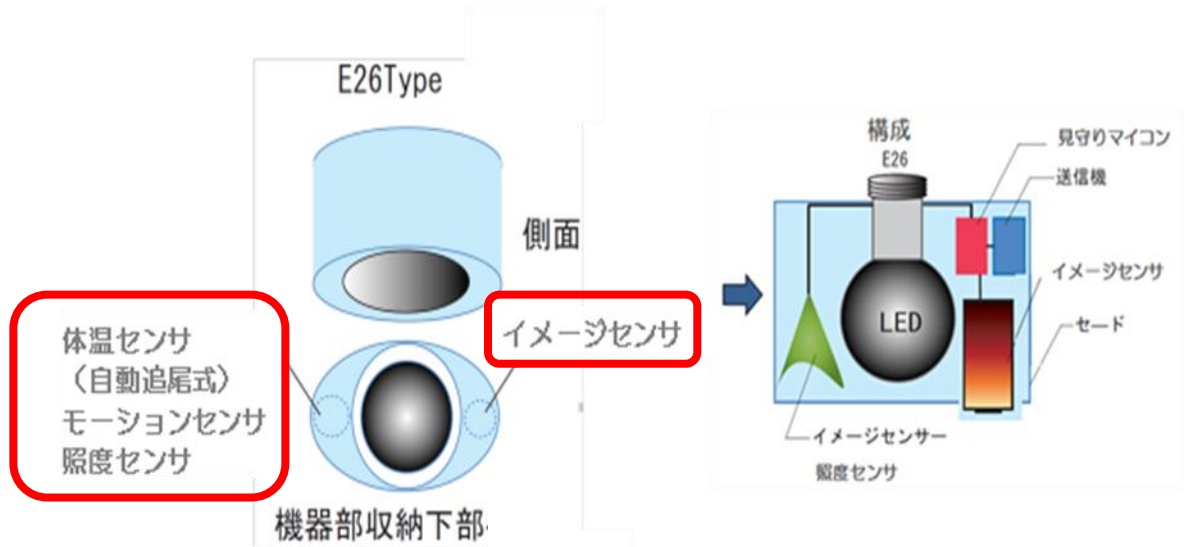 E26Type
側面
体温センサ
（自動追尾式）
モーションセンサ
照度センサ
イメージセンサ
機器部収納下部
構成
E26
見守りマイコン
送信機
イメージセンサ
セード
LED
イメージセンサー
照度センサ